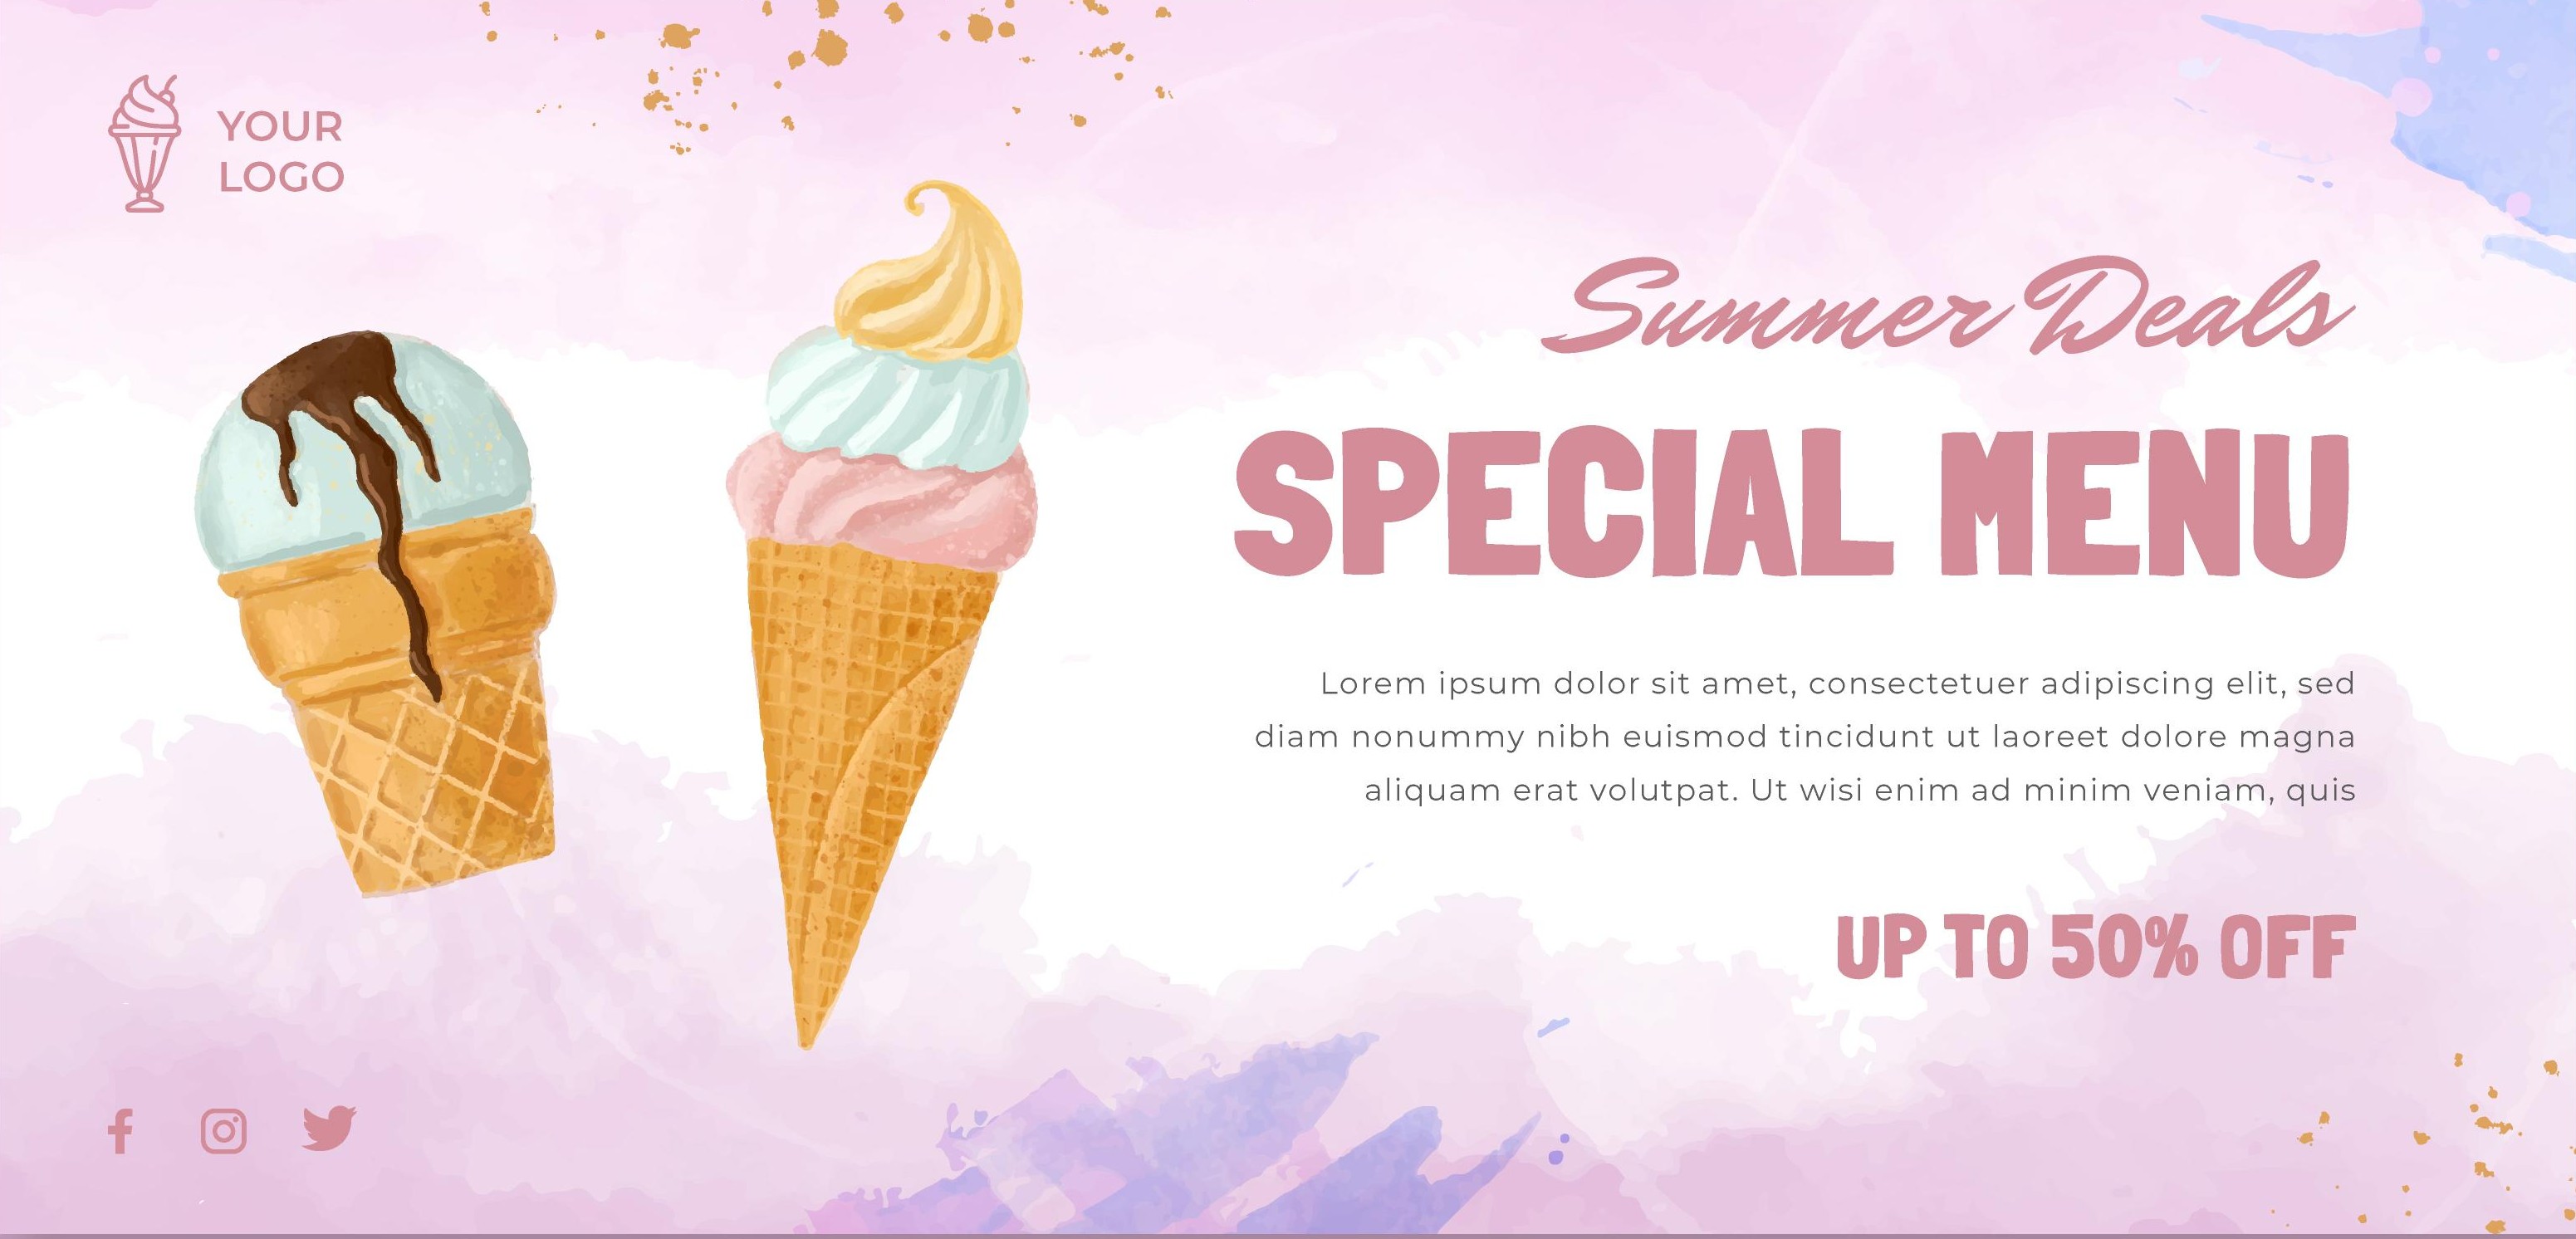 YOUR
LOGO
Summer Deals
SPECIAL MENU
Lorem ipsum dolor sit amet, consectetuer adipiscing elit, sed
diam nonummy nibh euismod tincidunt ut laoreet dolore magna
aliquam erat volutpat. Ut wisi enim ad minim veniam, quis
UP TO 50% OFF